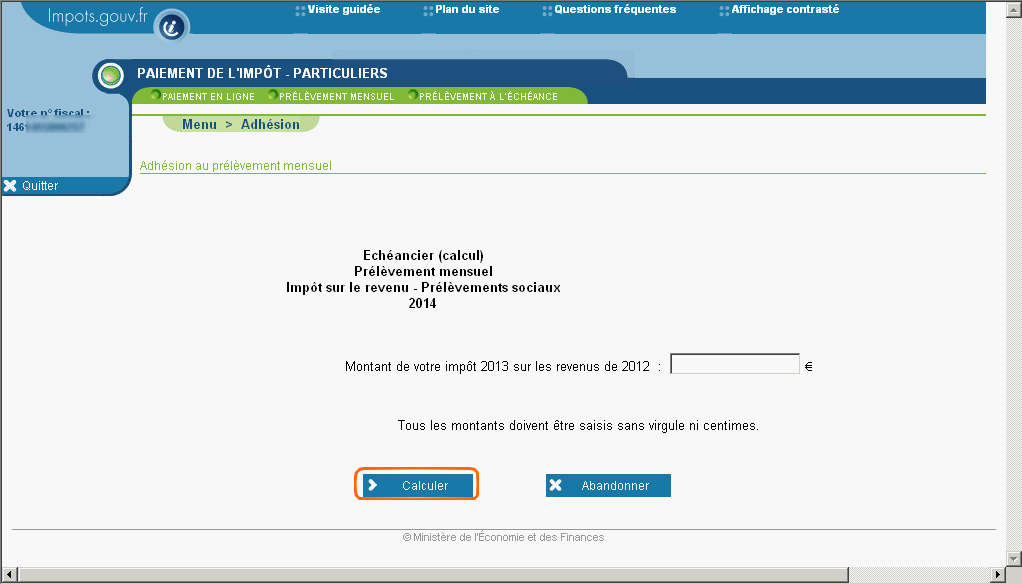 Impots.gouv.fr
Visite guidée
Plan du site
Questions fréquentes
Affichage contrasté
PAIEMENT DE L'IMPÔT - PARTICULIERS
PAIEMENT EN LIGNE
PRÉLÈVEMENT MENSUEL
PRÉLÈVEMENT À L'ÉCHÉANCE
Votre n° fiscal :
146
Quitter
Menu > Adhésion
Adhésion au prélèvement mensuel
Echéancier (calcul)
Prélèvement mensuel
Impôt sur le revenu - Prélèvements sociaux
2014
Montant de votre impôt 2013 sur les revenus de 2012 : €
Tous les montants doivent être saisis sans virgule ni centimes.
Calculer
Abandonner
© Ministère de l'Économie et des Finances